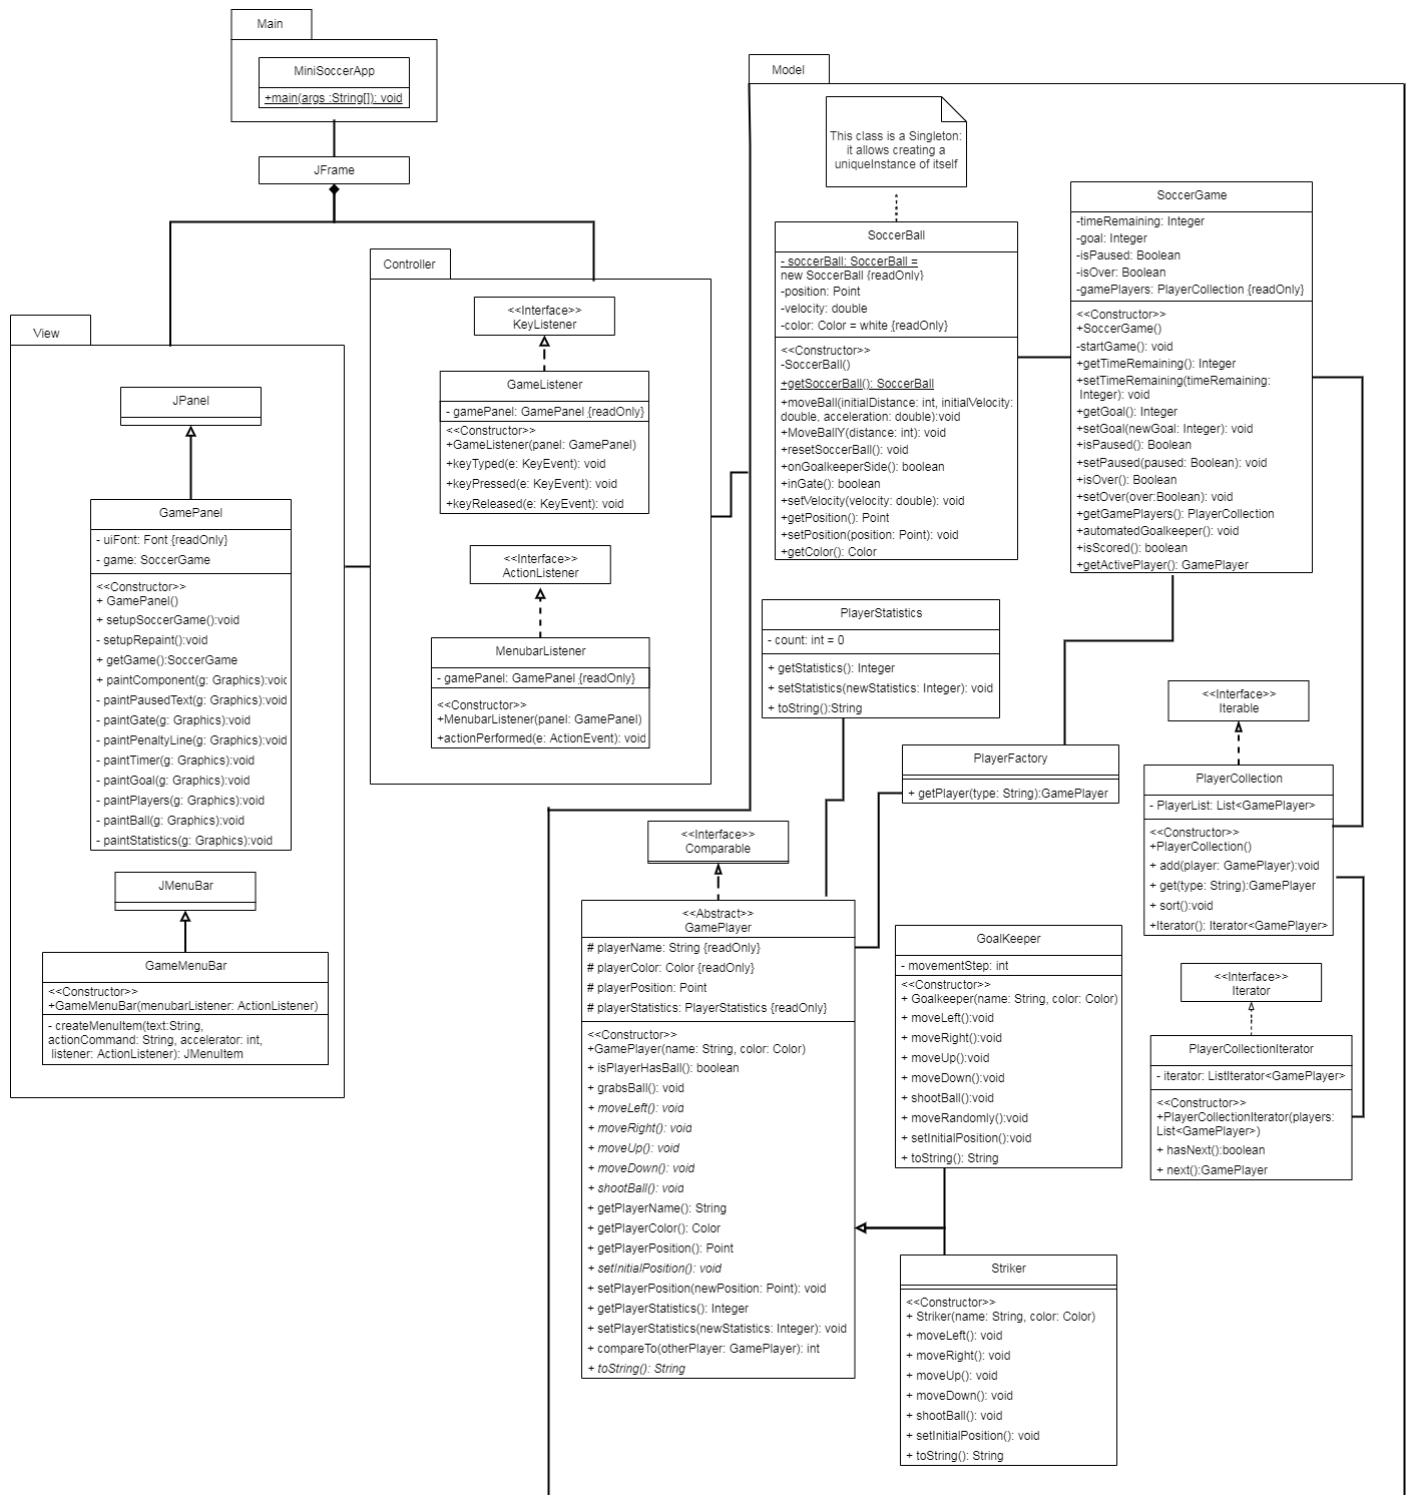 Main
MiniSoccerApp
+main(args :String[]): void
JFrame
View
JPanel
GamePanel
- uiFont: Font {readOnly}
- game: SoccerGame
<<Constructor>>
+ GamePanel()
+ setupSoccerGame():void
- setupRepaint():void
+ getGame():SoccerGame
+ paintComponent(g: Graphics):void
- paintPausedText(g: Graphics):void
- paintGate(g: Graphics):void
- paintPenaltyLine(g: Graphics):void
- paintTimer(g: Graphics):void
- paintGoal(g: Graphics):void
- paintPlayers(g: Graphics):void
- paintBall(g: Graphics):void
- paintStatistics(g: Graphics):void
JMenuBar
GameMenuBar
<<Constructor>>
+GameMenuBar(menubarListener: ActionListener)
- createMenuItem(text:String,
actionCommand: String, accelerator: int,
listener: ActionListener): JMenuItem
Controller
<<Interface>>
KeyListener
GameListener
- gamePanel: GamePanel {readOnly}
<<Constructor>>
+GameListener(panel: GamePanel)
+keyTyped(e: KeyEvent): void
+keyPressed(e: KeyEvent): void
+keyReleased(e: KeyEvent): void
<<Interface>>
ActionListener
MenubarListener
- gamePanel: GamePanel {readOnly}
<<Constructor>>
+MenubarListener(panel: GamePanel)
+actionPerformed(e: ActionEvent): void
Model
This class is a Singleton:
it allows creating a
uniqueInstance of itself
SoccerBall
- soccerBall: SoccerBall =
new SoccerBall {readOnly}
-position: Point
-velocity: double
-color: Color = white {readOnly}
<<Constructor>>
-SoccerBall()
+getSoccerBall(): SoccerBall
+moveBall(initialDistance: int, initialVelocity:
double, acceleration: double):void
+MoveBallY(distance: int): void
+resetSoccerBall(): void
+onGoalkeeperSide(): boolean
+inGate(): boolean
+setVelocity(velocity: double): void
+getPosition(): Point
+setPosition(position: Point): void
+getColor(): Color
SoccerGame
-timeRemaining: Integer
-goal: Integer
-isPaused: Boolean
-isOver: Boolean
-gamePlayers: PlayerCollection {readOnly}
<<Constructor>>
+SoccerGame()
-startGame(): void
+getTimeRemaining(): Integer
+setTimeRemaining(timeRemaining:
Integer): void
+getGoal(): Integer
+setGoal(newGoal: Integer): void
+isPaused(): Boolean
+setPaused(paused: Boolean): void
+isOver(): Boolean
+setOver(over:Boolean): void
+getGamePlayers(): PlayerCollection
+automatedGoalkeeper(): void
+isScored(): boolean
+getActivePlayer(): GamePlayer
PlayerStatistics
- count: int = 0
+ getStatistics(): Integer
+ setStatistics(newStatistics: Integer): void
+ toString():String
PlayerFactory
+ getPlayer(type: String):GamePlayer
<<Interface>>
Iterable
PlayerCollection
- PlayerList: List<GamePlayer>
<<Constructor>>
+PlayerCollection()
+ add(player: GamePlayer):void
+ get(type: String):GamePlayer
+ sort():void
+Iterator(): Iterator<GamePlayer>
<<Interface>>
Iterator
PlayerCollectionIterator
- iterator: ListIterator<GamePlayer>
<<Constructor>>
+PlayerCollectionIterator(players:
List<GamePlayer>)
+ hasNext():boolean
+ next():GamePlayer
<<Interface>>
Comparable
<<Abstract>>
GamePlayer
# playerName: String {readOnly}
# playerColor: Color {readOnly}
# playerPosition: Point
# playerStatistics: PlayerStatistics {readOnly}
<<Constructor>>
+GamePlayer(name: String, color: Color)
+ isPlayerHasBall(): boolean
+ grabsBall(): void
+ moveLeft(): void
+ moveRight(): void
+ moveUp(): void
+ moveDown(): void
+ shootBall(): void
+ getPlayerName(): String
+ getPlayerColor(): Color
+ getPlayerPosition(): Point
+ setInitialPosition(): void
+ setPlayerPosition(newPosition: Point): void
+ getPlayerStatistics(): Integer
+ setPlayerStatistics(newStatistics: Integer): void
+ compareTo(otherPlayer: GamePlayer): int
+ toString(): String
GoalKeeper
- movementStep: int
<<Constructor>>
+ Goalkeeper(name: String, color: Color)
+ moveLeft():void
+ moveRight():void
+ moveUp():void
+ moveDown():void
+ shootBall():void
+ moveRandomly():void
+ setInitialPosition():void
+ toString(): String
Striker
<<Constructor>>
+ Striker(name: String, color: Color)
+ moveLeft(): void
+ moveRight(): void
+ moveUp(): void
+ moveDown(): void
+ shootBall(): void
+ setInitialPosition(): void
+ toString(): String